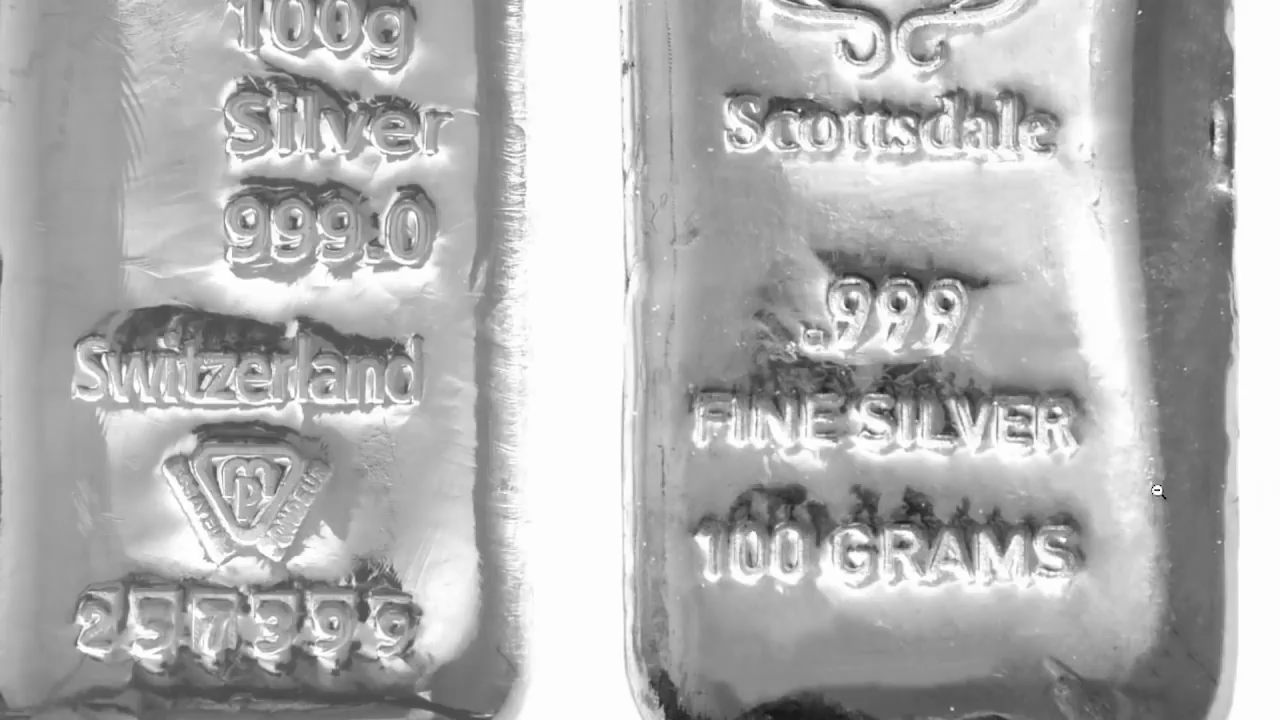 100g
Silver
999.0
Switzerland
257399
Scottsdale
.999
FINE SILVER
100 GRAMS